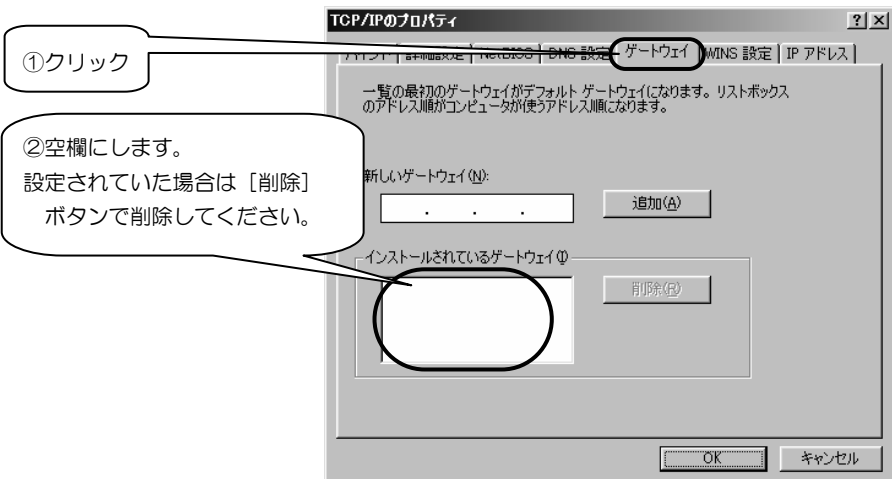 TCP/IPのプロパティ
①クリック
バインド 詳細設定 NetBIOS DNS 設定 ゲートウェイ WINS 設定 IP アドレス
一覧の最初のゲートウェイがデフォルト ゲートウェイになります。リストボックス
のアドレス順がコンピュータが使うアドレス順になります。
②空欄にします。
設定されていた場合は［削除］
ボタンで削除してください。
新しいゲートウェイ(N):
. . .
追加(A)
インストールされているゲートウェイ(I)
削除(R)
OK キャンセル